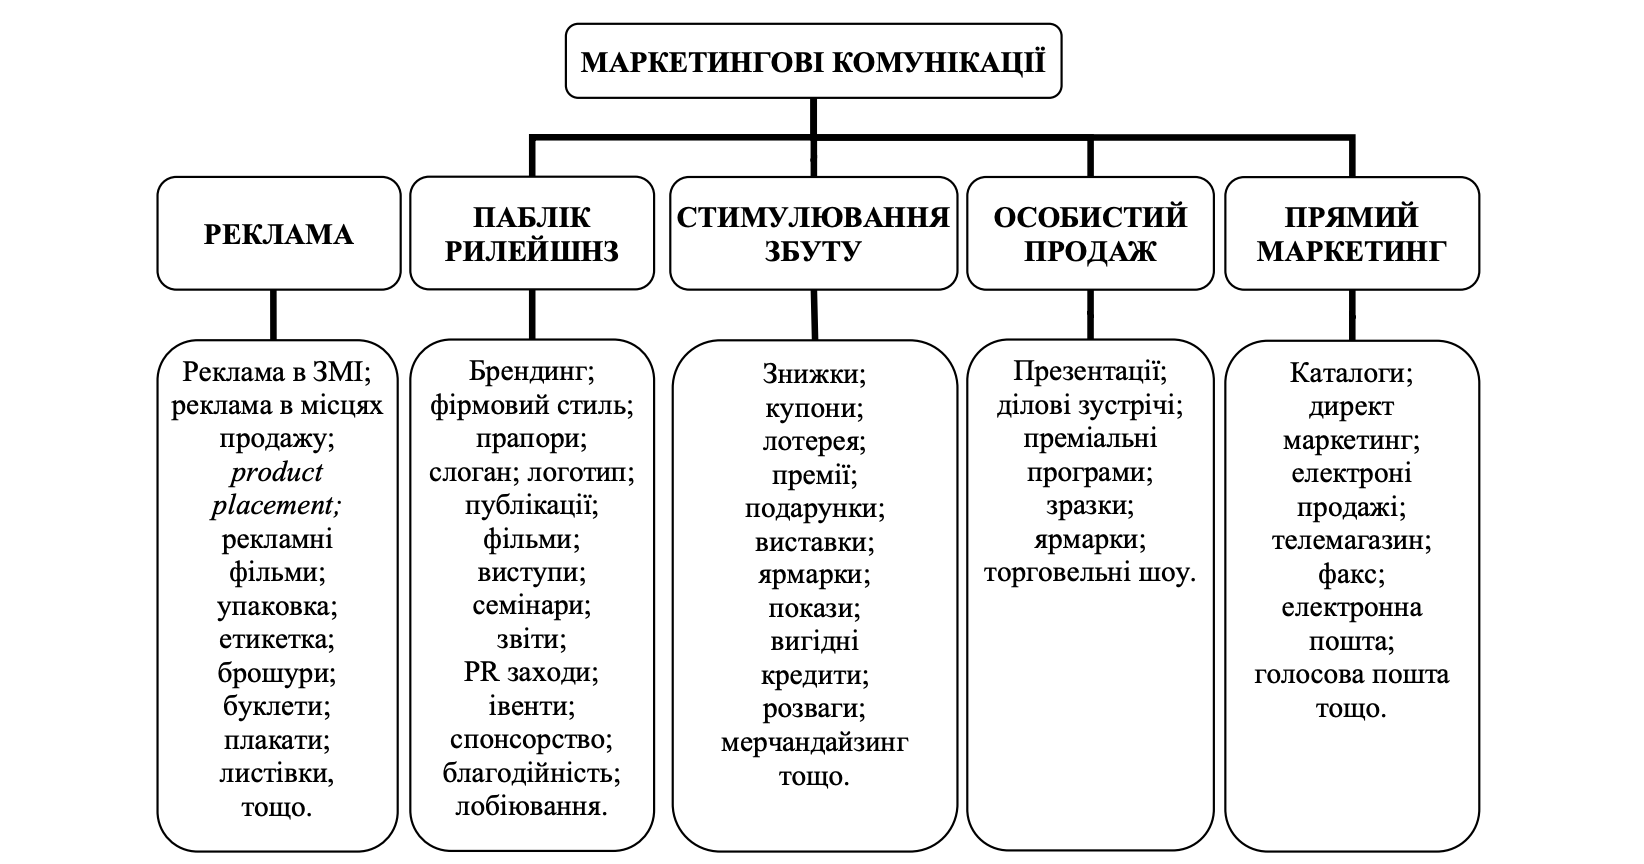 МАРКЕТИНГОВІ КОМУНІКАЦІЇ
РЕКЛАМА
ПАБЛІК
РИЛЕЙШНЗ
СТИМУЛЮВАННЯ
ЗБУТУ
ОСОБИСТИЙ
ПРОДАЖ
ПРЯМИЙ
МАРКЕТИНГ
Реклама в ЗМІ;
реклама в місцях
продажу;
product
placement;
рекламні
фільми;
упаковка;
етикетка;
брошури;
буклети;
плакати;
листівки,
тощо.
Брендинг;
фірмовий стиль;
прапори;
слоган; логотип;
публікації;
фільми;
виступи;
семінари;
звіти;
PR заходи;
івенти;
спонсорство;
благодійність;
лобіювання.
Знижки;
купони;
лотерея;
премії;
подарунки;
виставки;
ярмарки;
покази;
вигідні
кредити;
розваги;
мерчандайзинг
тощо.
Презентації;
ділові зустрічі;
преміальні
програми;
зразки;
ярмарки;
торговельні шоу.
Каталоги;
директ
маркетинг;
електроні
продажі;
телемагазин;
факс;
електронна
пошта;
голосова пошта
тощо.